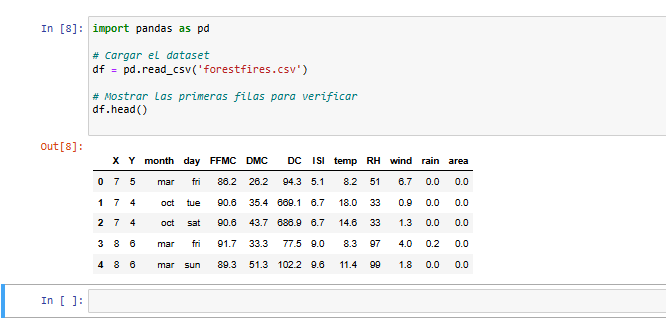 In [8]: import pandas as pd
# Cargar el dataset
df = pd.read_csv('forestfires.csv')
# Mostrar las primeras filas para verificar
df.head()
Out[8]:
X Y month day FFMC DMC DC ISI temp RH wind rain area
0 7 5 mar fri 86.2 26.2 94.3 5.1 8.2 51 6.7 0.0 0.0
1 7 4 oct tue 90.6 35.4 669.1 6.7 18.0 33 0.9 0.0 0.0
2 7 4 oct sat 90.6 43.7 686.9 6.7 14.6 33 1.3 0.0 0.0
3 8 6 mar fri 91.7 33.3 77.5 9.0 8.3 97 4.0 0.2 0.0
4 8 6 mar sun 89.3 51.3 102.2 9.6 11.4 99 1.8 0.0 0.0
In [ ]: